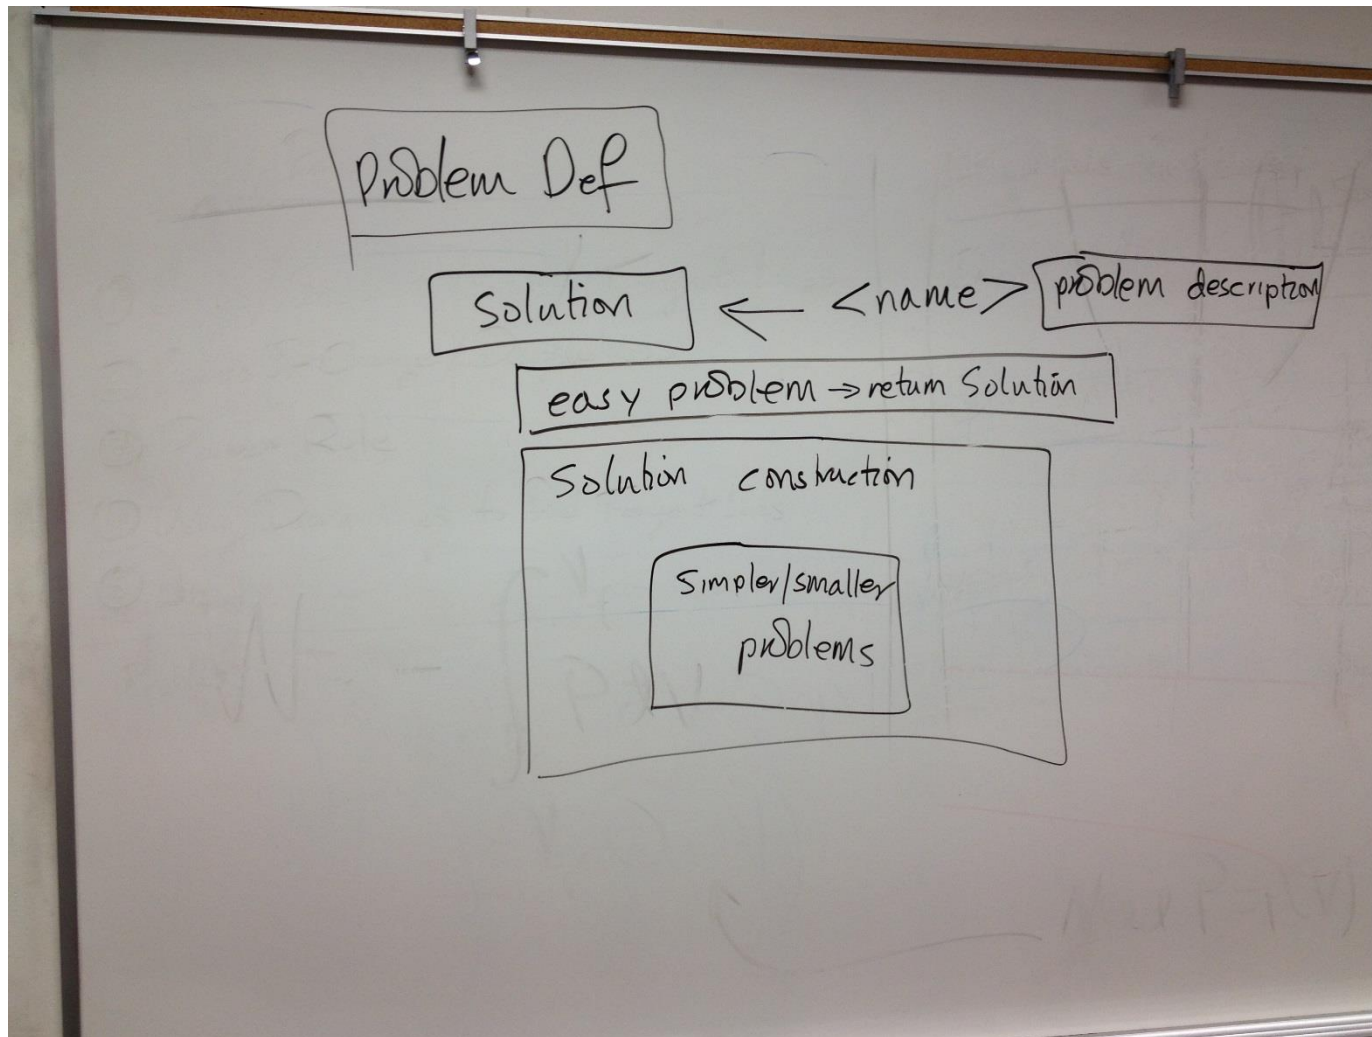 Problem Def
Solution ← <name> problem description
easy problem → return Solution
Solution construction
Simpler/smaller
problems